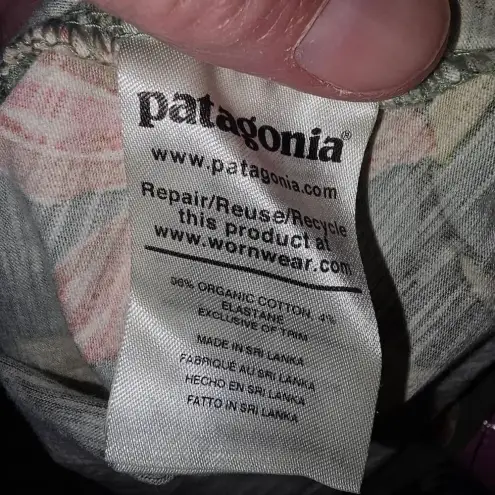 patagonia®
www.patagonia.com
Repair/Reuse/Recycle
this product at
www.wornwear.com
96% ORGANIC COTTON, 4%
ELASTANE
EXCLUSIVE OF TRIM
MADE IN SRI LANKA
FABRIQUÉ AU SRI LANKA
HECHO EN SRI LANKA
FATTO IN SRI LANKA